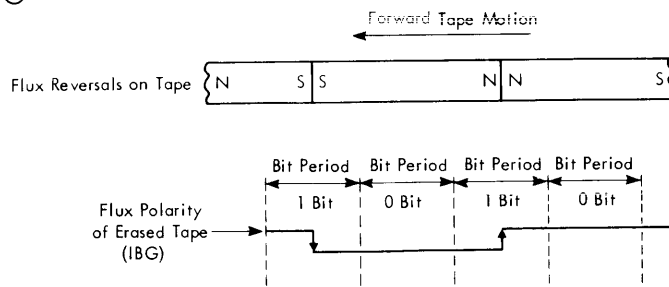 Forward Tape Motion
Flux Reversals on Tape N S S N N S
Bit Period Bit Period Bit Period Bit Period
1 Bit 0 Bit 1 Bit 0 Bit
Flux Polarity
of Erased Tape
(IBG)